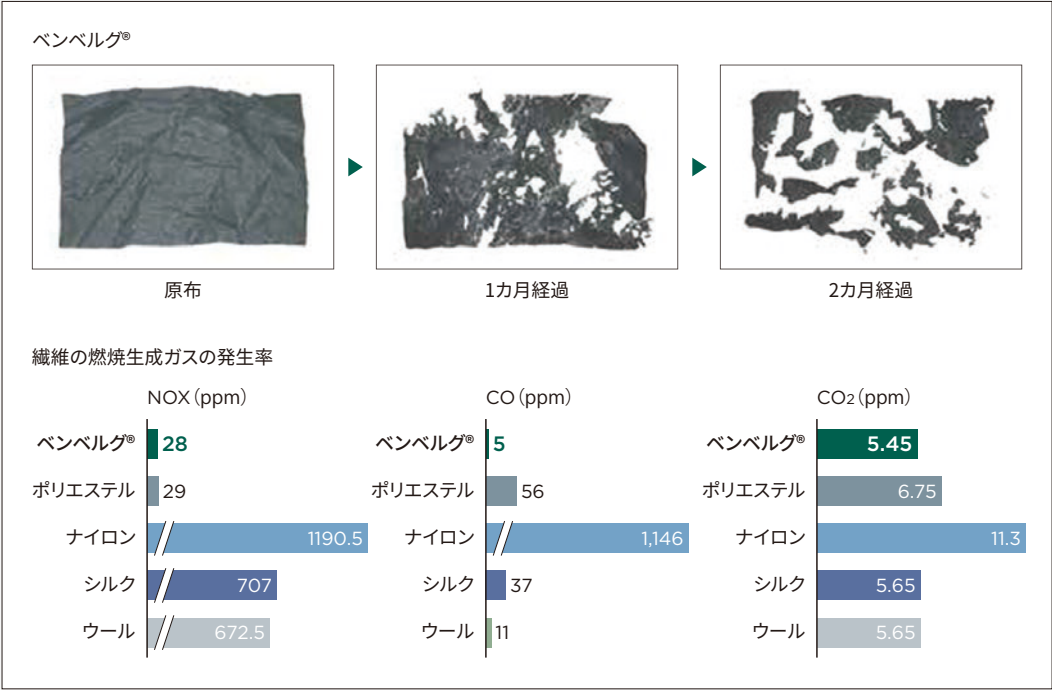 ベンベルグ®
原布
1カ月経過
2カ月経過
繊維の燃焼生成ガスの発生率
NOX(ppm)
ベンベルグ® 28
ポリエステル 29
ナイロン 1190.5
シルク 707
ウール 672.5
CO(ppm)
ベンベルグ® 5
ポリエステル 56
ナイロン 1,146
シルク 37
ウール 11
CO2(ppm)
ベンベルグ® 5.45
ポリエステル 6.75
ナイロン 11.3
シルク 5.65
ウール 5.65